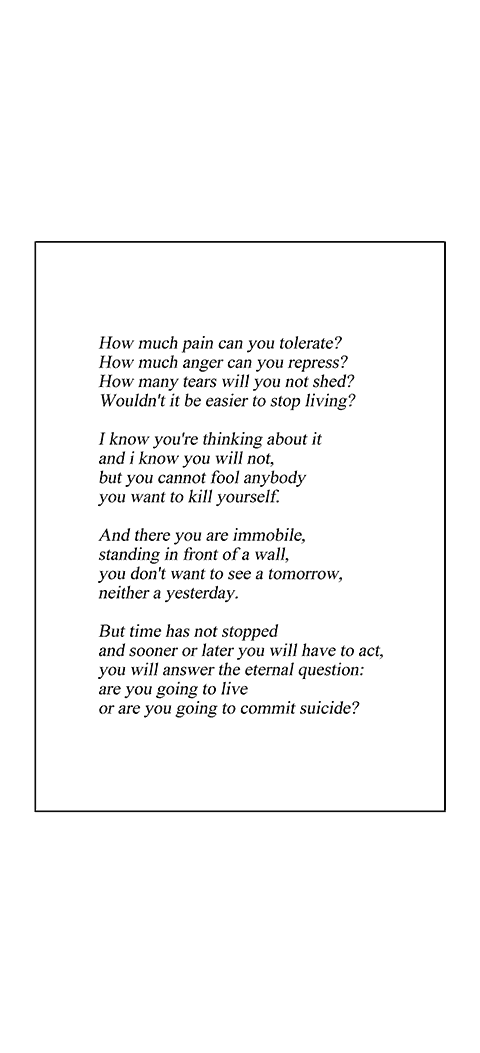 How much pain can you tolerate?
How much anger can you repress?
How many tears will you not shed?
Wouldn't it be easier to stop living?
I know you're thinking about it
and i know you will not,
but you cannot fool anybody
you want to kill yourself.
And there you are immobile,
standing in front of a wall,
you don't want to see a tomorrow,
neither a yesterday.
But time has not stopped
and sooner or later you will have to act,
you will answer the eternal question:
are you going to live
or are you going to commit suicide?